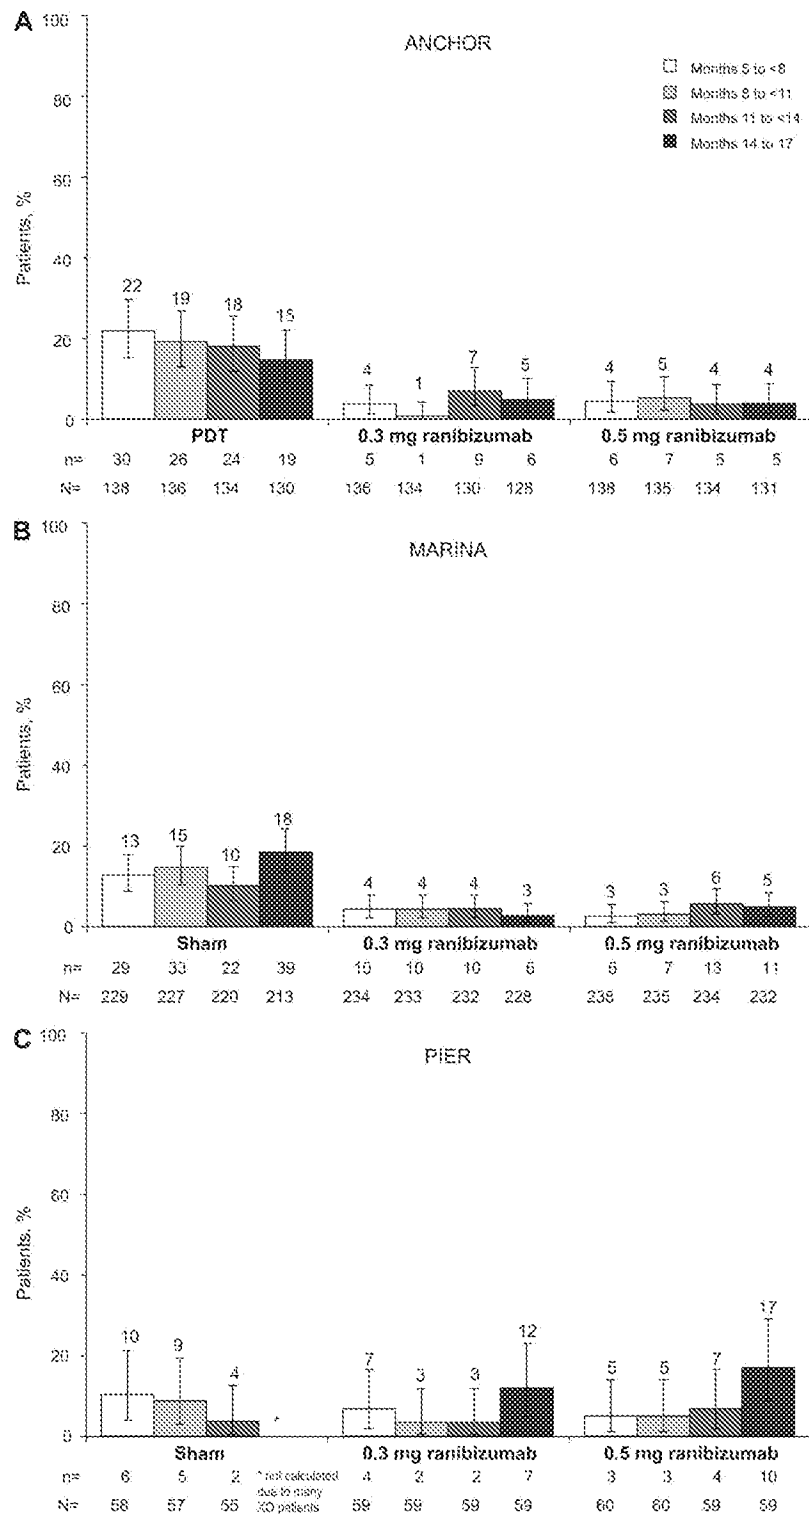 A
ANCHOR
Patients, %
100
80
60
40
20
0
Months 5 to <8
Months 8 to <11
Months 11 to <14
Months 14 to 17
22 19 18 15 4 1 7 5 4 5 4 4
PDT 0.3 mg ranibizumab 0.5 mg ranibizumab
n= 30 26 24 19 5 1 9 6 6 7 5 5
N= 138 136 134 130 136 134 130 128 138 135 134 131
B
MARINA
Patients, %
100
80
60
40
20
0
13 15 10 18 4 4 4 3 3 3 6 5
Sham 0.3 mg ranibizumab 0.5 mg ranibizumab
n= 29 33 22 39 10 10 10 6 6 7 13 11
N= 229 227 220 213 234 233 232 228 238 235 234 232
C
PIER
Patients, %
100
80
60
40
20
0
10 9 4 * 7 3 3 12 5 5 7 17
Sham 0.3 mg ranibizumab 0.5 mg ranibizumab
n= 6 5 2 4 2 2 7 3 3 4 10
* not calculated
due to many
XO patients
N= 58 57 55 59 59 59 59 60 60 59 59